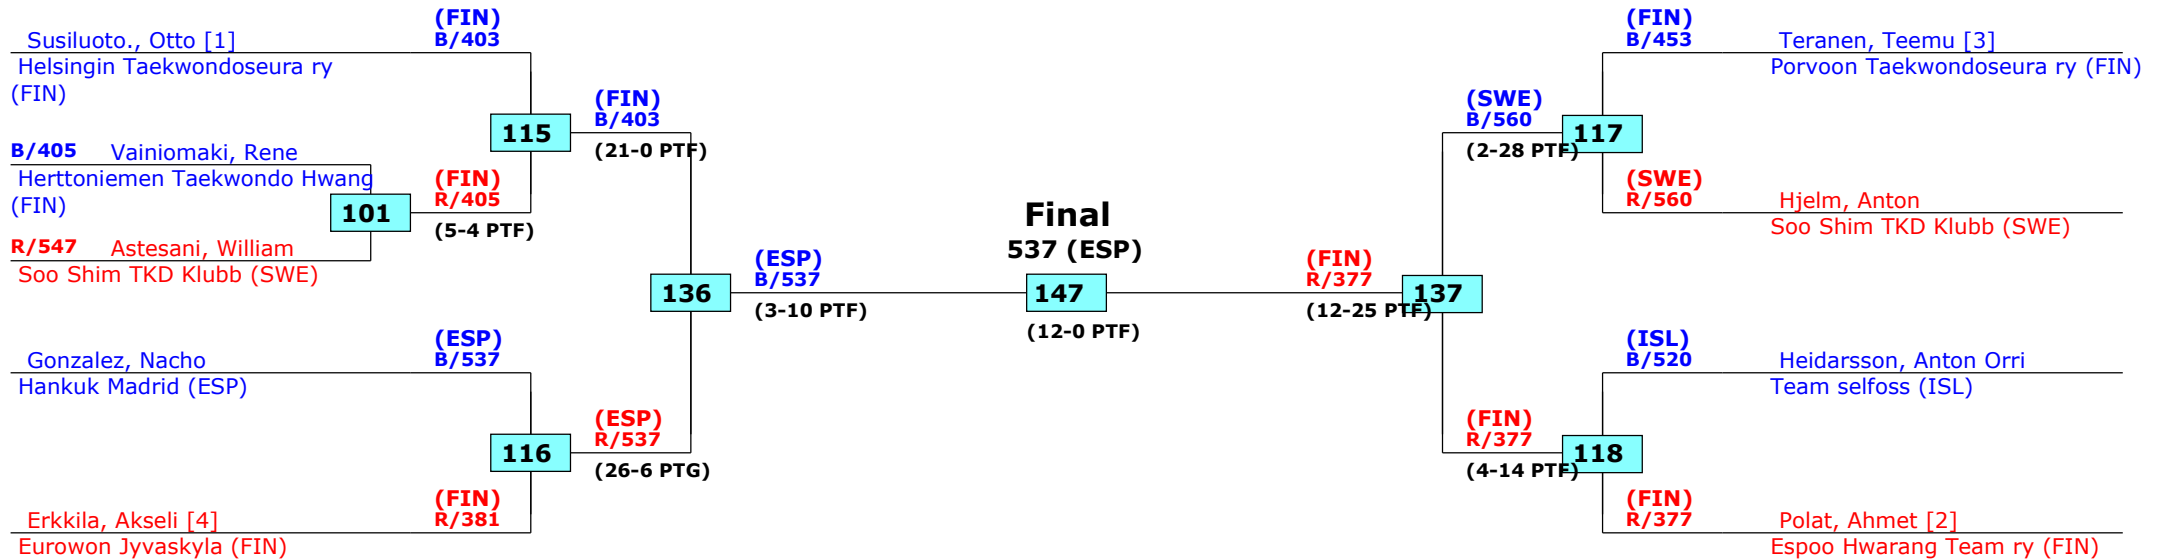 (FIN)
B/403
Susiluoto., Otto [1]
Helsingin Taekwondoseura ry
(FIN)
115
(FIN)
B/403
(21-0 PTF)
B/405 Vainiomaki, Rene
Herttoniemen Taekwondo Hwang
(FIN)
101
(FIN)
R/405
(5-4 PTF)
R/547 Astesani, William
Soo Shim TKD Klubb (SWE)
136
(ESP)
B/537
(3-10 PTF)
(ESP)
B/537
Gonzalez, Nacho
Hankuk Madrid (ESP)
116
(ESP)
R/537
(26-6 PTG)
(FIN)
R/381
Erkkila, Akseli [4]
Eurowon Jyvaskyla (FIN)
Final
537 (ESP)
147
(12-0 PTF)
(FIN)
R/377
(12-25 PTF)
137
(SWE)
B/560
(2-28 PTF)
117
(FIN)
B/453
Teranen, Teemu [3]
Porvoon Taekwondoseura ry (FIN)
(SWE)
R/560
Hjelm, Anton
Soo Shim TKD Klubb (SWE)
(FIN)
R/377
(4-14 PTF)
118
(ISL)
B/520
Heidarsson, Anton Orri
Team selfoss (ISL)
(FIN)
R/377
Polat, Ahmet [2]
Espoo Hwarang Team ry (FIN)